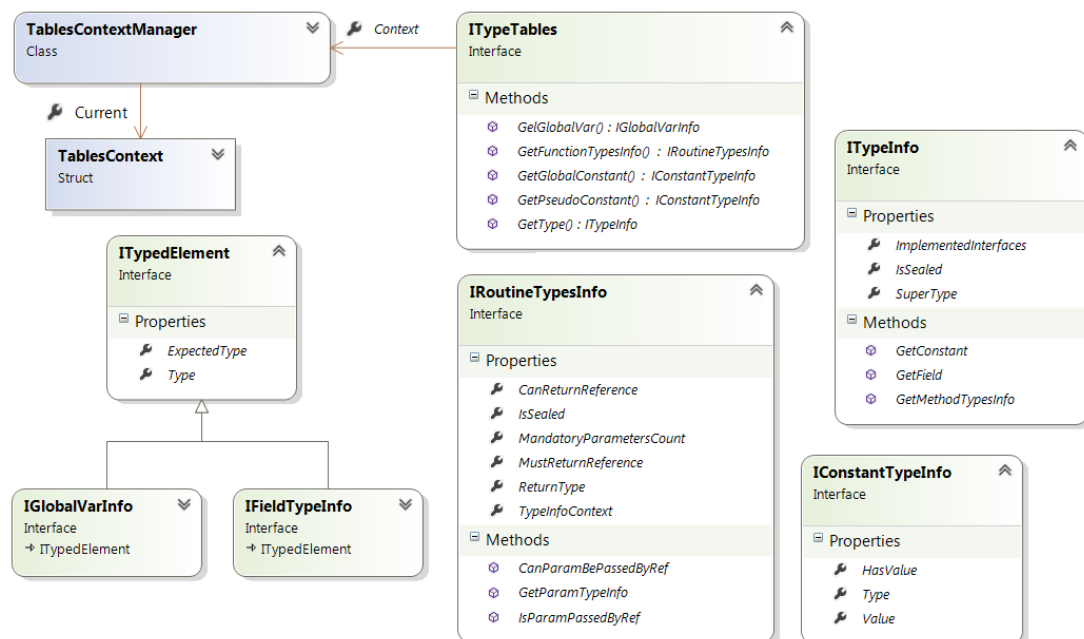 TablesContextManager
Class
Context
Current
TablesContext
Struct
ITypeTables
Interface
Methods
GelGlobalVar() : IGlobalVarInfo
GetFunctionTypesInfo() : IRoutineTypesInfo
GetGlobalConstant() : IConstantTypeInfo
GetPseudoConstant() : IConstantTypeInfo
GetType() : ITypeInfo
ITypeInfo
Interface
Properties
ImplementedInterfaces
IsSealed
SuperType
Methods
GetConstant
GetField
GetMethodTypesInfo
ITypedElement
Interface
Properties
ExpectedType
Type
IGlobalVarInfo
Interface
ITypedElement
IFieldTypeInfo
Interface
ITypedElement
IRoutineTypesInfo
Interface
Properties
CanReturnReference
IsSealed
MandatoryParametersCount
MustReturnReference
ReturnType
TypeInfoContext
Methods
CanParamBePassedByRef
GetParamTypeInfo
IsParamPassedByRef
IConstantTypeInfo
Interface
Properties
HasValue
Type
Value